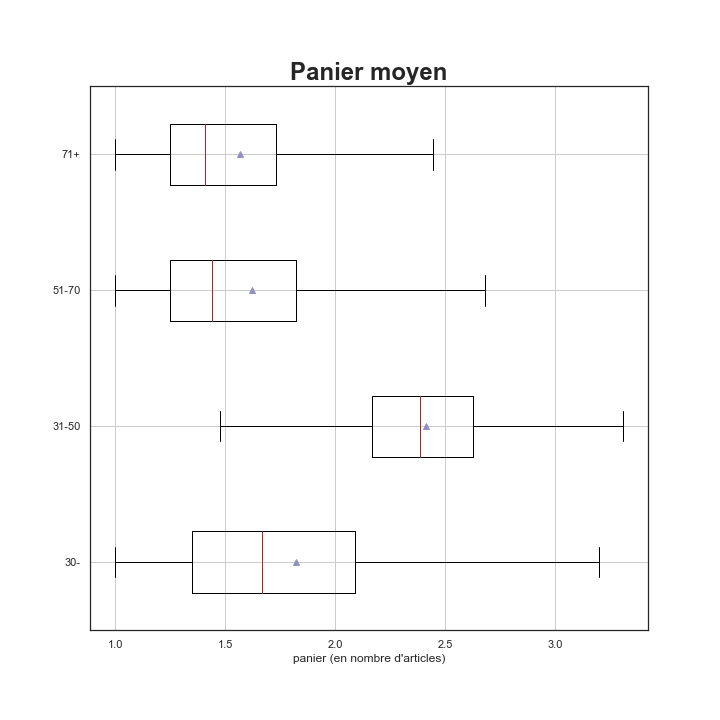 Panier moyen
71+
51-70
31-50
30-
1.0 1.5 2.0 2.5 3.0
panier (en nombre d'articles)